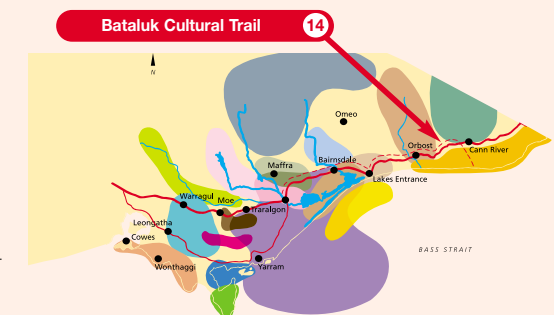 Bataluk Cultural Trail 14
N
Omeo
Orbost
Cann River
Bairnsdale
Maffra
Lakes Entrance
Warragul
Moe
Traralgon
Leongatha
Cowes
BASS STRAIT
Wonthaggi
Yarram